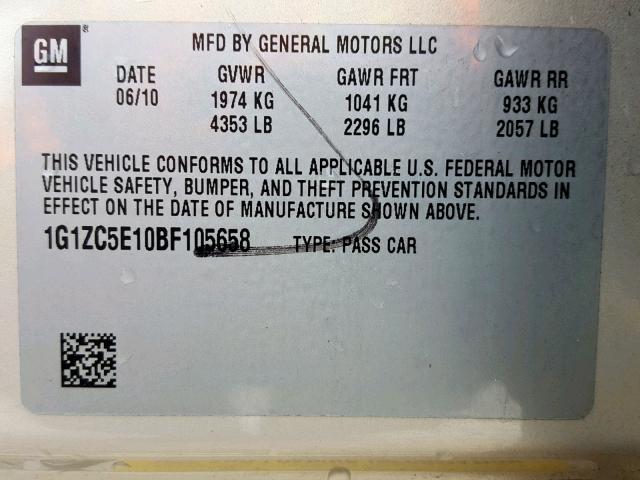 GM
MFD BY GENERAL MOTORS LLC
DATE GVWR GAWR FRT GAWR RR
06/10 1974 KG 1041 KG 933 KG
4353 LB 2296 LB 2057 LB
THIS VEHICLE CONFORMS TO ALL APPLICABLE U.S. FEDERAL MOTOR
VEHICLE SAFETY, BUMPER, AND THEFT PREVENTION STANDARDS IN
EFFECT ON THE DATE OF MANUFACTURE SHOWN ABOVE.
1G1ZC5E10BF105658 TYPE: PASS CAR